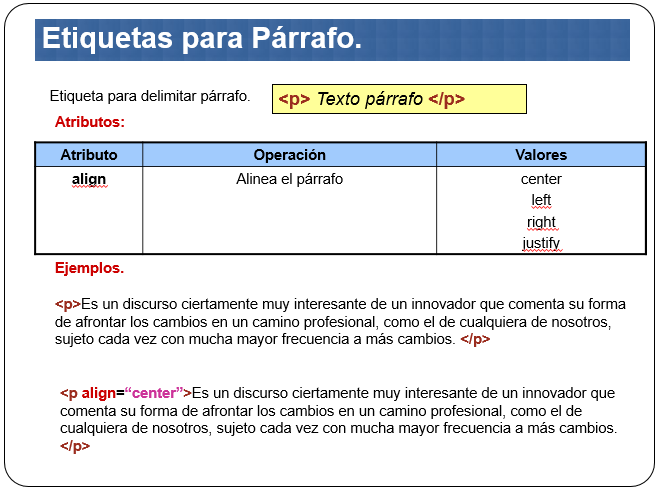 Etiquetas para Párrafo.
Etiqueta para delimitar párrafo. <p> Texto párrafo </p>
Atributos:
Atributo Operación Valores
align Alinea el párrafo center
left
right
justify
Ejemplos.
<p>Es un discurso ciertamente muy interesante de un innovador que comenta su forma
de afrontar los cambios en un camino profesional, como el de cualquiera de nosotros,
sujeto cada vez con mucha mayor frecuencia a más cambios. </p>
<p align=“center”>Es un discurso ciertamente muy interesante de un innovador que
comenta su forma de afrontar los cambios en un camino profesional, como el de
cualquiera de nosotros, sujeto cada vez con mucha mayor frecuencia a más cambios.
</p>